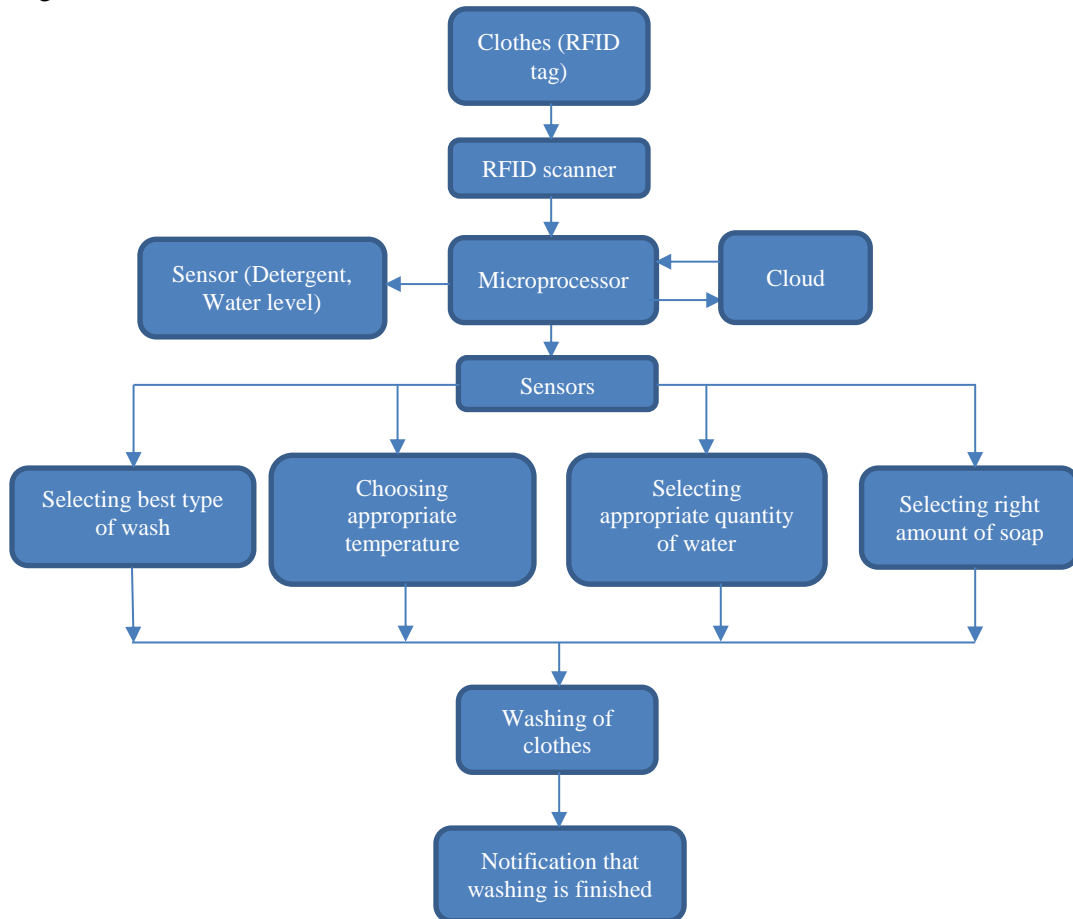 Clothes (RFID
tag)
RFID scanner
Sensor (Detergent,
Water level)
Microprocessor
Cloud
Sensors
Selecting best type
of wash
Choosing
appropriate
temperature
Selecting
appropriate quantity
of water
Selecting right
amount of soap
Washing of
clothes
Notification that
washing is finished